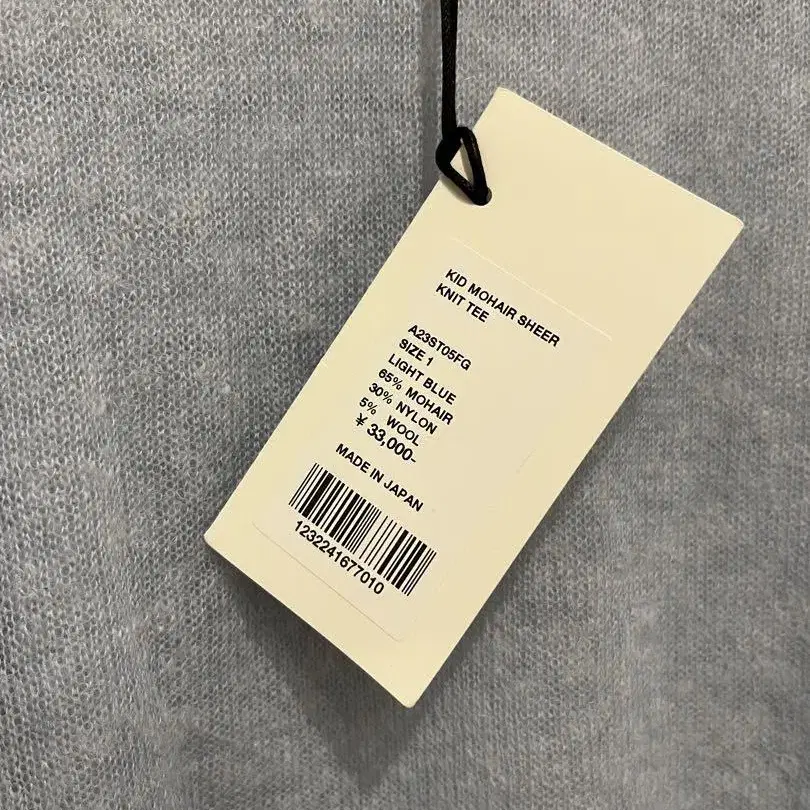 KID MOHAIR SHEER
KNIT TEE
A23ST05FG
SIZE 1
LIGHT BLUE
65% MOHAIR
30% NYLON
5% WOOL
¥ 33,000-
MADE IN JAPAN
1232241677010